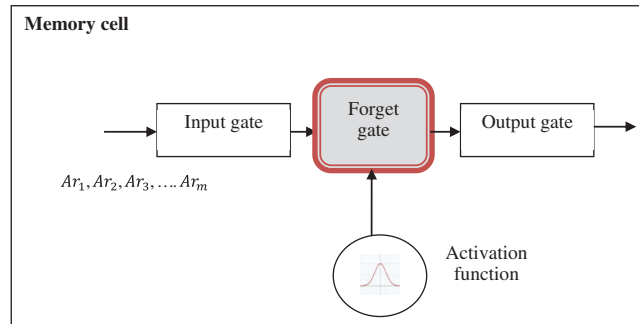 Memory cell
Input gate
Forget
gate
Output gate
Ar₁, Ar₂, Ar₃, …. Arₘ
Activation
function